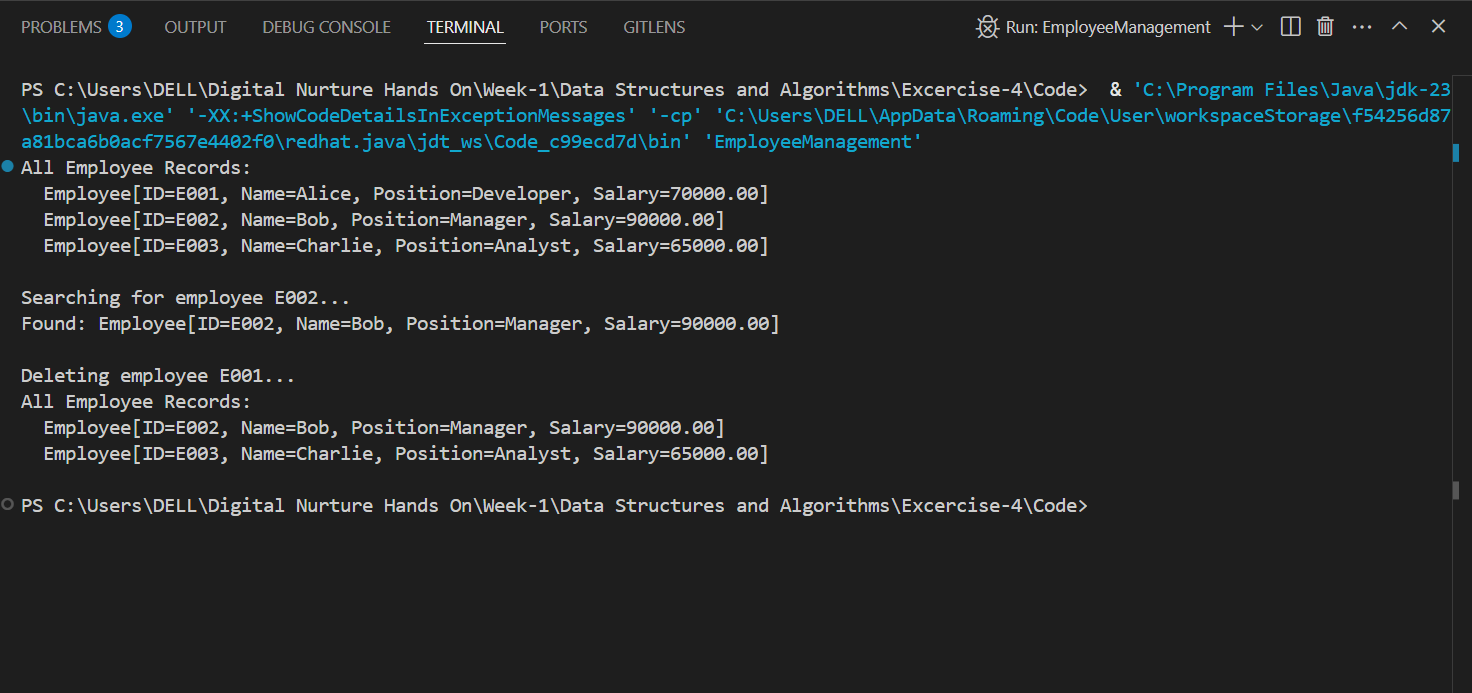 PROBLEMS 3 OUTPUT DEBUG CONSOLE TERMINAL PORTS GITLENS Run: EmployeeManagement
PS C:\Users\DELL\Digital Nurture Hands On\Week-1\Data Structures and Algorithms\Excercise-4\Code>  & 'C:\Program Files\Java\jdk-23
\bin\java.exe' '-XX:+ShowCodeDetailsInExceptionMessages' '-cp' 'C:\Users\DELL\AppData\Roaming\Code\User\workspaceStorage\f54256d87
a81bca6b0acf7567e4402f0\redhat.java\jdt_ws\Code_c99ecd7d\bin' 'EmployeeManagement'
All Employee Records:
  Employee[ID=E001, Name=Alice, Position=Developer, Salary=70000.00]
  Employee[ID=E002, Name=Bob, Position=Manager, Salary=90000.00]
  Employee[ID=E003, Name=Charlie, Position=Analyst, Salary=65000.00]
Searching for employee E002...
Found: Employee[ID=E002, Name=Bob, Position=Manager, Salary=90000.00]
Deleting employee E001...
All Employee Records:
  Employee[ID=E002, Name=Bob, Position=Manager, Salary=90000.00]
  Employee[ID=E003, Name=Charlie, Position=Analyst, Salary=65000.00]
PS C:\Users\DELL\Digital Nurture Hands On\Week-1\Data Structures and Algorithms\Excercise-4\Code>